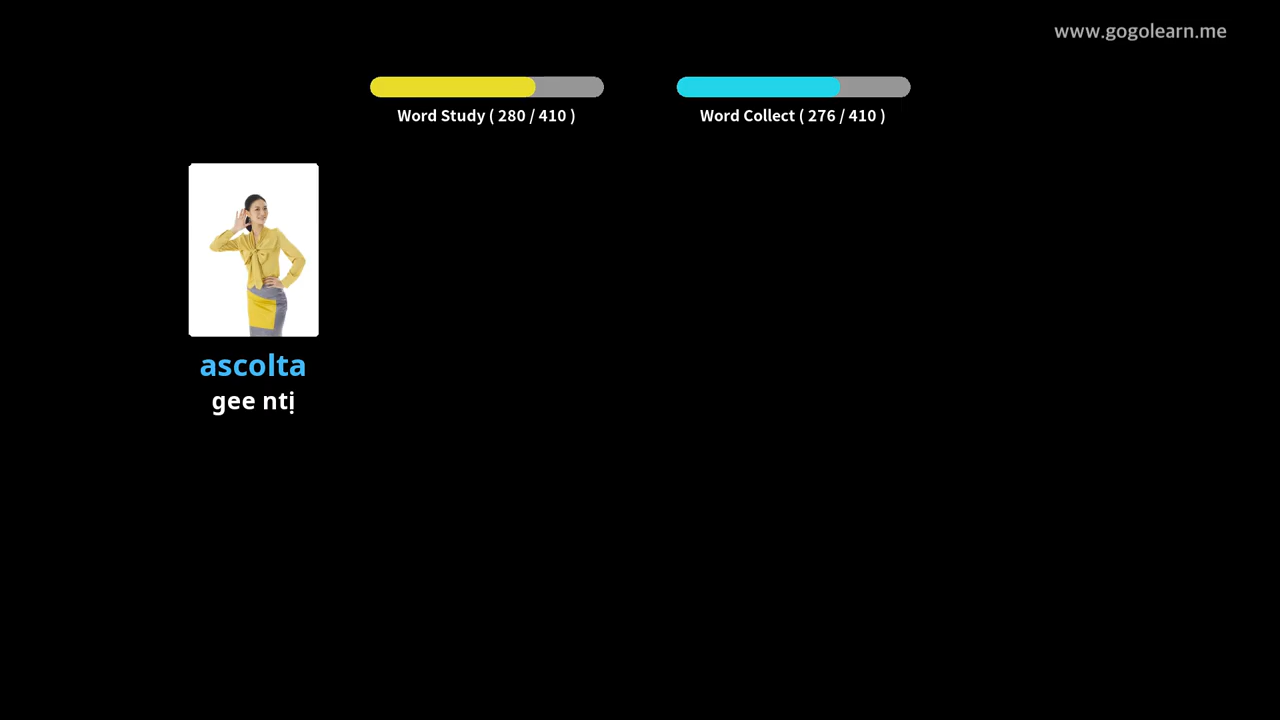 www.gogolearn.me
Word Study ( 280 / 410 )
Word Collect ( 276 / 410 )
ascolta
gee ntị